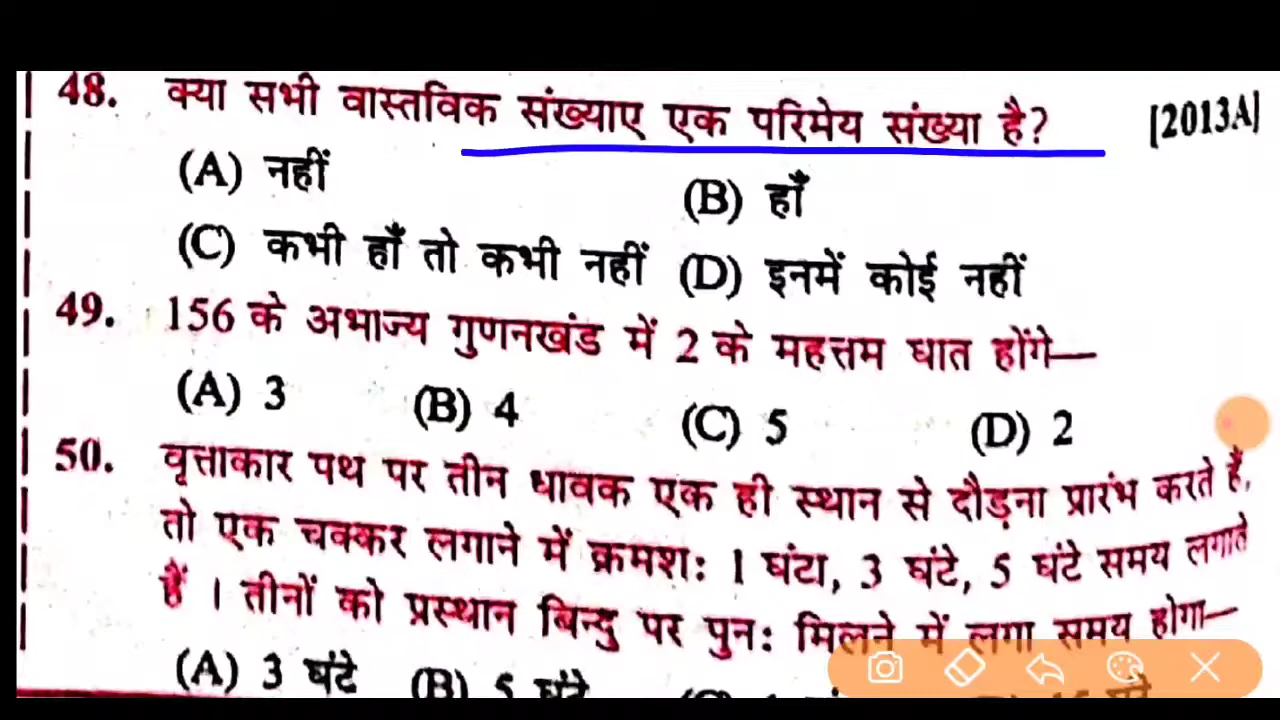 48. क्या सभी वास्तविक संख्याए एक परिमेय संख्या है? [2013A]
(A) नहीं (B) हाँ
(C) कभी हाँ तो कभी नहीं (D) इनमें कोई नहीं
49. 156 के अभाज्य गुणनखंड में 2 के महत्तम घात होंगे—
(A) 3 (B) 4 (C) 5 (D) 2
50. वृत्ताकार पथ पर तीन धावक एक ही स्थान से दौड़ना प्रारंभ करते हैं,
तो एक चक्कर लगाने में क्रमशः 1 घंटा, 3 घंटे, 5 घंटे समय लगाते
हैं । तीनों को प्रस्थान बिन्दु पर पुनः मिलने में लगा समय होगा—
(A) 3 घंटे (B) 5 घंटे